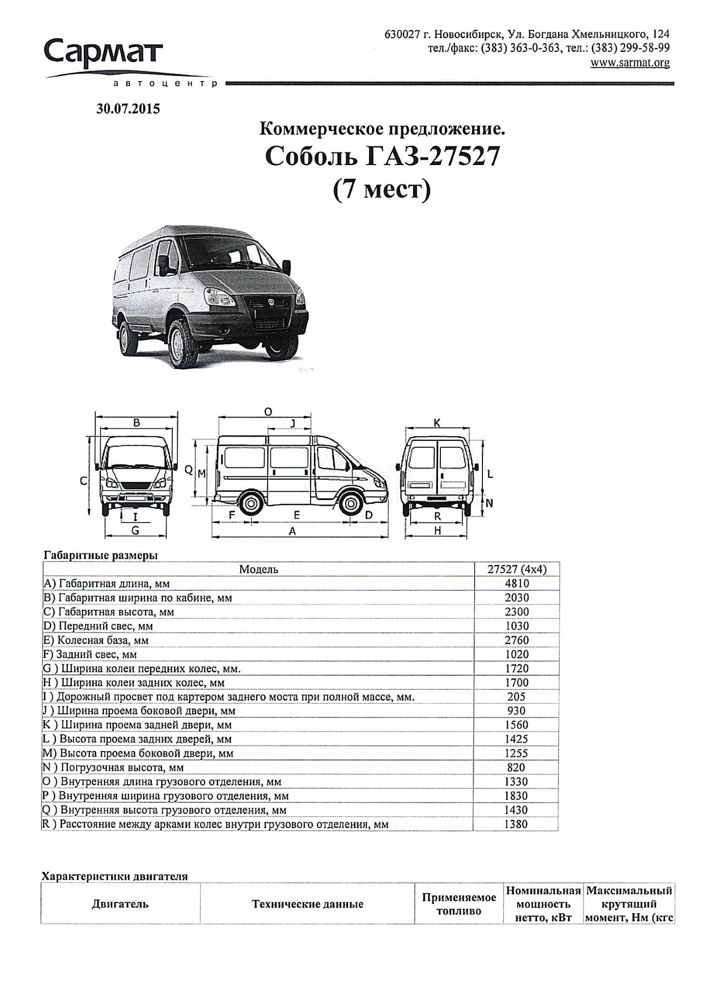 Сармат
автоцентр
630027 г. Новосибирск, Ул. Богдана Хмельницкого, 124
тел./факс: (383) 363-0-363, тел.: (383) 299-58-99
www.sarmat.org
30.07.2015
Коммерческое предложение.
Соболь ГАЗ-27527
(7 мест)
O
B
J
K
C
Q
M
L
N
I
F
E
D
R
G
A
H
Габаритные размеры
Модель 27527 (4x4)
A) Габаритная длина, мм 4810
B) Габаритная ширина по кабине, мм 2030
C) Габаритная высота, мм 2300
D) Передний свес, мм 1030
E) Колесная база, мм 2760
F) Задний свес, мм 1020
G ) Ширина колеи передних колес, мм. 1720
H ) Ширина колеи задних колес, мм 1700
I ) Дорожный просвет под картером заднего моста при полной массе, мм. 205
J ) Ширина проема боковой двери, мм 930
K ) Ширина проема задней двери, мм 1560
L ) Высота проема задних дверей, мм 1425
M) Высота проема боковой двери, мм 1255
N ) Погрузочная высота, мм 820
O ) Внутренняя длина грузового отделения, мм 1330
P ) Внутренняя ширина грузового отделения, мм 1830
Q ) Внутренняя высота грузового отделения, мм 1430
R ) Расстояние между арками колес внутри грузового отделения, мм 1380
Характеристики двигателя
Двигатель
Технические данные
Применяемое
топливо
Номинальная
мощность
нетто, кВт
Максимальный
крутящий
момент, Нм (кгс